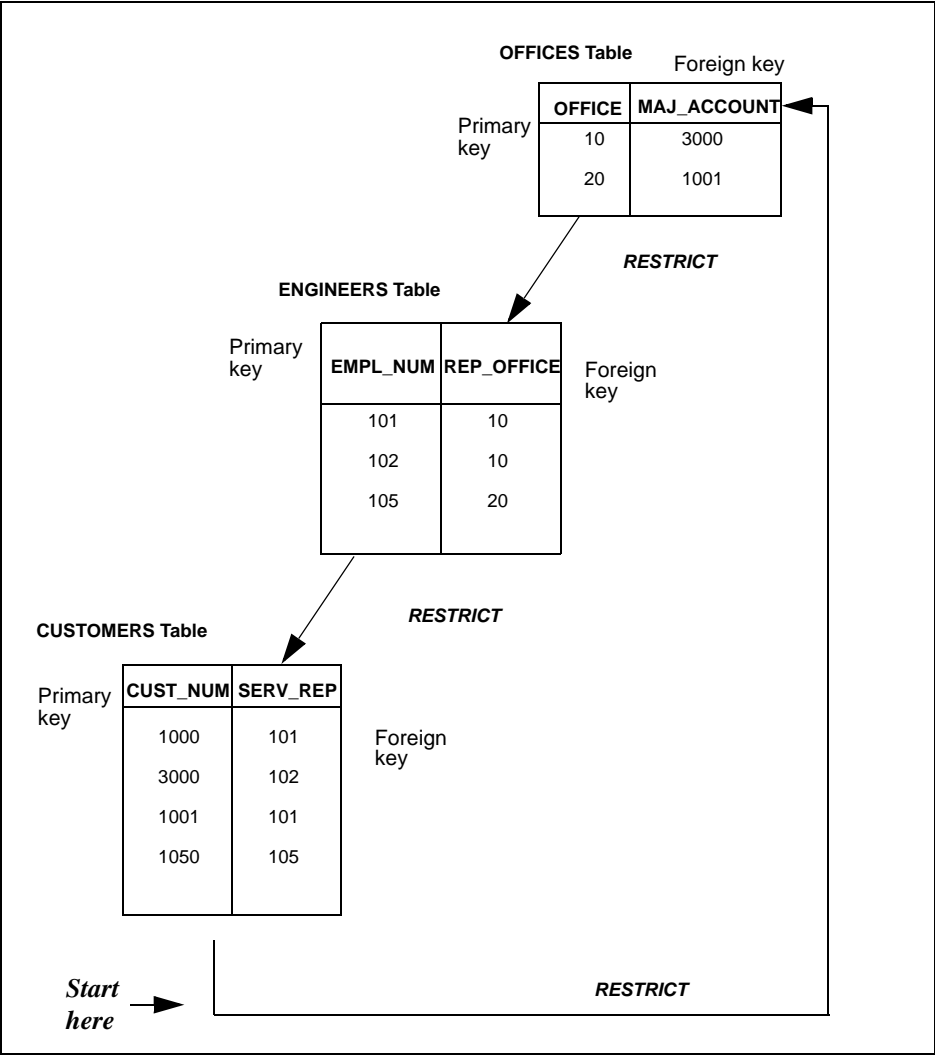 OFFICES Table
Foreign key
Primary
key
OFFICE MAJ_ACCOUNT
10 3000
20 1001
RESTRICT
ENGINEERS Table
Primary
key
EMPL_NUM REP_OFFICE
Foreign
key
101 10
102 10
105 20
RESTRICT
CUSTOMERS Table
Primary
key
CUST_NUM SERV_REP
Foreign
key
1000 101
3000 102
1001 101
1050 105
Start
here
RESTRICT